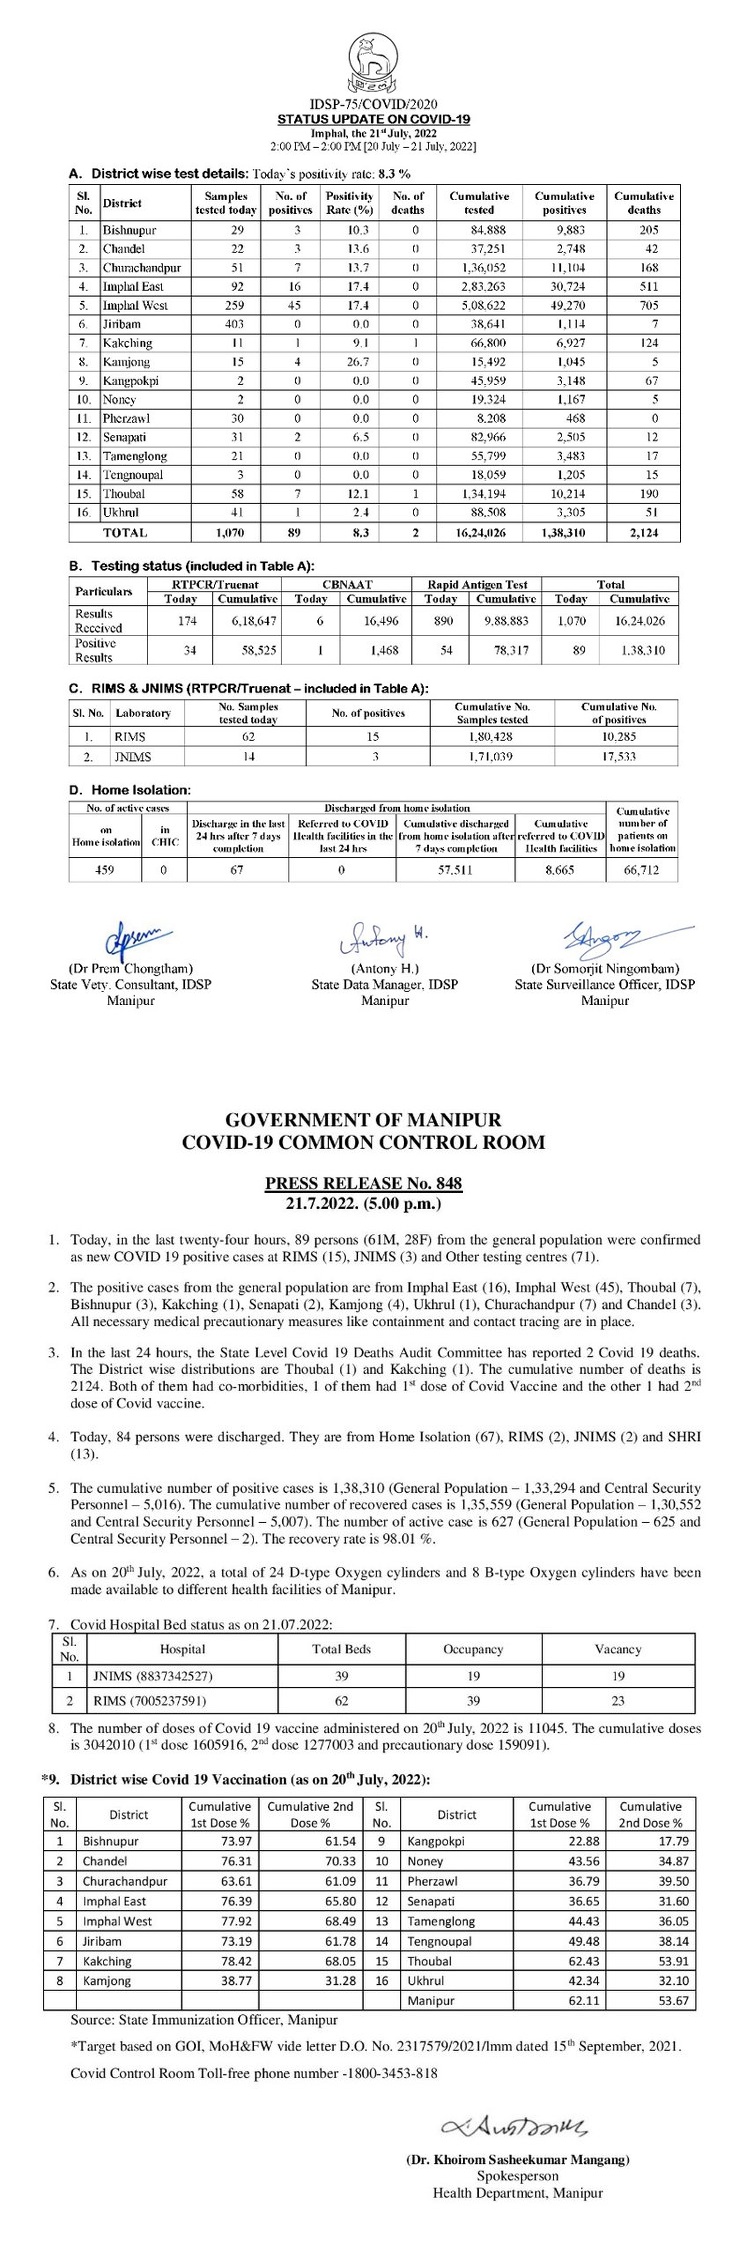 IDSP-75/COVID/2020
STATUS UPDATE ON COVID-19
Imphal, the 21st July, 2022
2:00 PM – 2:00 PM [20 July – 21 July, 2022]
A. District wise test details: Today's positivity rate: 8.3 %
Sl. No. District Samples tested today No. of positives Positivity Rate (%) No. of deaths Cumulative tested Cumulative positives Cumulative deaths
1. Bishnupur 29 3 10.3 0 84,888 9,883 205
2. Chandel 22 3 13.6 0 37,251 2,748 42
3. Churachandpur 51 7 13.7 0 1,36,052 11,104 168
4. Imphal East 92 16 17.4 0 2,83,263 30,724 511
5. Imphal West 259 45 17.4 0 5,08,622 49,270 705
6. Jiribam 403 0 0.0 0 38,641 1,114 7
7. Kakching 11 1 9.1 1 66,800 6,927 124
8. Kamjong 15 4 26.7 0 15,492 1,045 5
9. Kangpokpi 2 0 0.0 0 45,959 3,148 67
10. Noney 2 0 0.0 0 19,324 1,167 5
11. Pherzawl 30 0 0.0 0 8,208 468 0
12. Senapati 31 2 6.5 0 82,966 2,505 12
13. Tamenglong 21 0 0.0 0 55,799 3,483 17
14. Tengnoupal 3 0 0.0 0 18,059 1,205 15
15. Thoubal 58 7 12.1 1 1,34,194 10,214 190
16. Ukhrul 41 1 2.4 0 88,508 3,305 51
TOTAL 1,070 89 8.3 2 16,24,026 1,38,310 2,124
B. Testing status (included in Table A):
Particulars RTPCR/Truenat CBNAAT Rapid Antigen Test Total
Today Cumulative Today Cumulative Today Cumulative Today Cumulative
Results Received 174 6,18,647 6 16,496 890 9,88,883 1,070 16,24,026
Positive Results 34 58,525 1 1,468 54 78,317 89 1,38,310
C. RIMS & JNIMS (RTPCR/Truenat – included in Table A):
Sl. No. Laboratory No. Samples tested today No. of positives Cumulative No. Samples tested Cumulative No. of positives
1. RIMS 62 15 1,80,428 10,285
2. JNIMS 14 3 1,71,039 17,533
D. Home Isolation:
No. of active cases Discharged from home isolation Cumulative number of patients on home isolation
on Home isolation in CHIC Discharge in the last 24 hrs after 7 days completion Referred to COVID Health facilities in the last 24 hrs Cumulative discharged from home isolation after 7 days completion Cumulative referred to COVID Health facilities
459 0 67 0 57,511 8,665 66,712
Antony H.
(Dr Prem Chongtham) (Antony H.) (Dr Somorjit Ningombam)
State Vety. Consultant, IDSP State Data Manager, IDSP State Surveillance Officer, IDSP
Manipur Manipur Manipur
GOVERNMENT OF MANIPUR
COVID-19 COMMON CONTROL ROOM
PRESS RELEASE No. 848
21.7.2022. (5.00 p.m.)
1. Today, in the last twenty-four hours, 89 persons (61M, 28F) from the general population were confirmed
as new COVID 19 positive cases at RIMS (15), JNIMS (3) and Other testing centres (71).
2. The positive cases from the general population are from Imphal East (16), Imphal West (45), Thoubal (7),
Bishnupur (3), Kakching (1), Senapati (2), Kamjong (4), Ukhrul (1), Churachandpur (7) and Chandel (3).
All necessary medical precautionary measures like containment and contact tracing are in place.
3. In the last 24 hours, the State Level Covid 19 Deaths Audit Committee has reported 2 Covid 19 deaths.
The District wise distributions are Thoubal (1) and Kakching (1). The cumulative number of deaths is
2124. Both of them had co-morbidities, 1 of them had 1st dose of Covid Vaccine and the other 1 had 2nd
dose of Covid vaccine.
4. Today, 84 persons were discharged. They are from Home Isolation (67), RIMS (2), JNIMS (2) and SHRI
(13).
5. The cumulative number of positive cases is 1,38,310 (General Population – 1,33,294 and Central Security
Personnel – 5,016). The cumulative number of recovered cases is 1,35,559 (General Population – 1,30,552
and Central Security Personnel – 5,007). The number of active case is 627 (General Population – 625 and
Central Security Personnel – 2). The recovery rate is 98.01 %.
6. As on 20th July, 2022, a total of 24 D-type Oxygen cylinders and 8 B-type Oxygen cylinders have been
made available to different health facilities of Manipur.
7. Covid Hospital Bed status as on 21.07.2022:
Sl. No. Hospital Total Beds Occupancy Vacancy
1 JNIMS (8837342527) 39 19 19
2 RIMS (7005237591) 62 39 23
8. The number of doses of Covid 19 vaccine administered on 20th July, 2022 is 11045. The cumulative doses
is 3042010 (1st dose 1605916, 2nd dose 1277003 and precautionary dose 159091).
*9. District wise Covid 19 Vaccination (as on 20th July, 2022):
Sl. No. District Cumulative 1st Dose % Cumulative 2nd Dose % Sl. No. District Cumulative 1st Dose % Cumulative 2nd Dose %
1 Bishnupur 73.97 61.54 9 Kangpokpi 22.88 17.79
2 Chandel 76.31 70.33 10 Noney 43.56 34.87
3 Churachandpur 63.61 61.09 11 Pherzawl 36.79 39.50
4 Imphal East 76.39 65.80 12 Senapati 36.65 31.60
5 Imphal West 77.92 68.49 13 Tamenglong 44.43 36.05
6 Jiribam 73.19 61.78 14 Tengnoupal 49.48 38.14
7 Kakching 78.42 68.05 15 Thoubal 62.43 53.91
8 Kamjong 38.77 31.28 16 Ukhrul 42.34 32.10
Manipur 62.11 53.67
Source: State Immunization Officer, Manipur
*Target based on GOI, MoH&FW vide letter D.O. No. 2317579/2021/Imm dated 15th September, 2021.
Covid Control Room Toll-free phone number -1800-3453-818
(Dr. Khoirom Sasheekumar Mangang)
Spokesperson
Health Department, Manipur